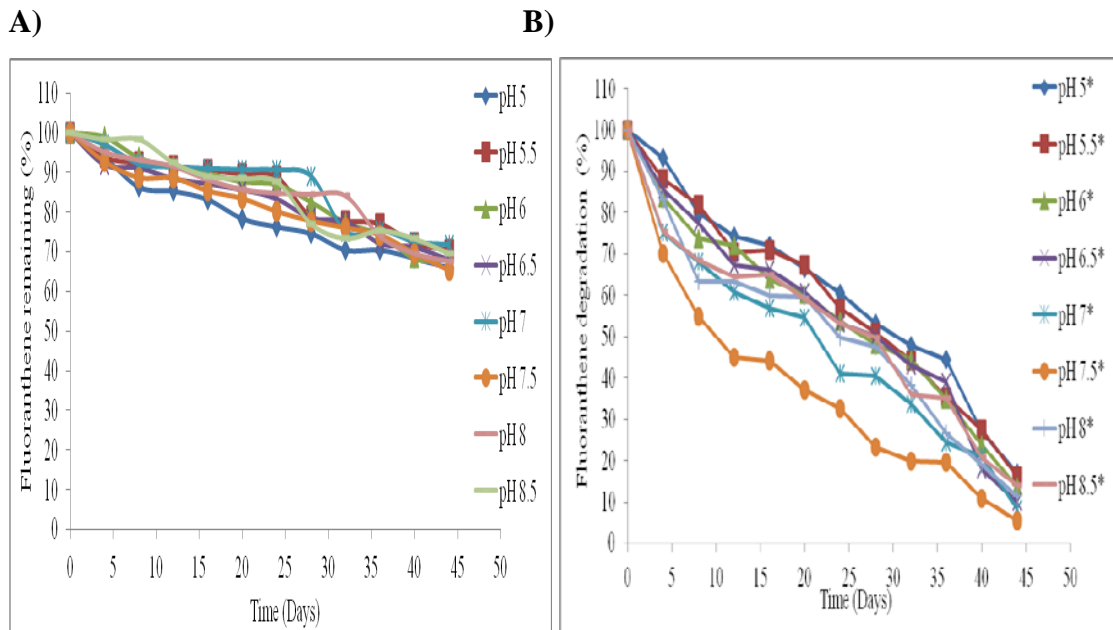 A)
B)
Fluoranthene remaining (%)
110
100
90
80
70
60
50
40
30
20
10
0
0 5 10 15 20 25 30 35 40 45 50
Time (Days)
pH 5
pH 5.5
pH 6
pH 6.5
pH 7
pH 7.5
pH 8
pH 8.5
Fluoranthene degradation (%)
110
100
90
80
70
60
50
40
30
20
10
0
0 5 10 15 20 25 30 35 40 45 50
Time (Days)
pH 5*
pH 5.5*
pH 6*
pH 6.5*
pH 7*
pH 7.5*
pH 8*
pH 8.5*